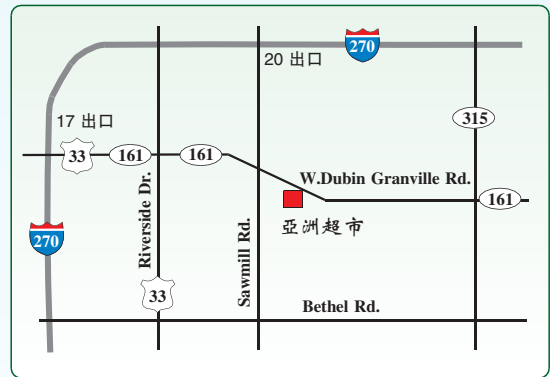 270
20 出口
17 出口
315
33
161
161
W.Dubin Granville Rd.
161
亞洲超市
270
Riverside Dr.
Sawmill Rd.
33
Bethel Rd.